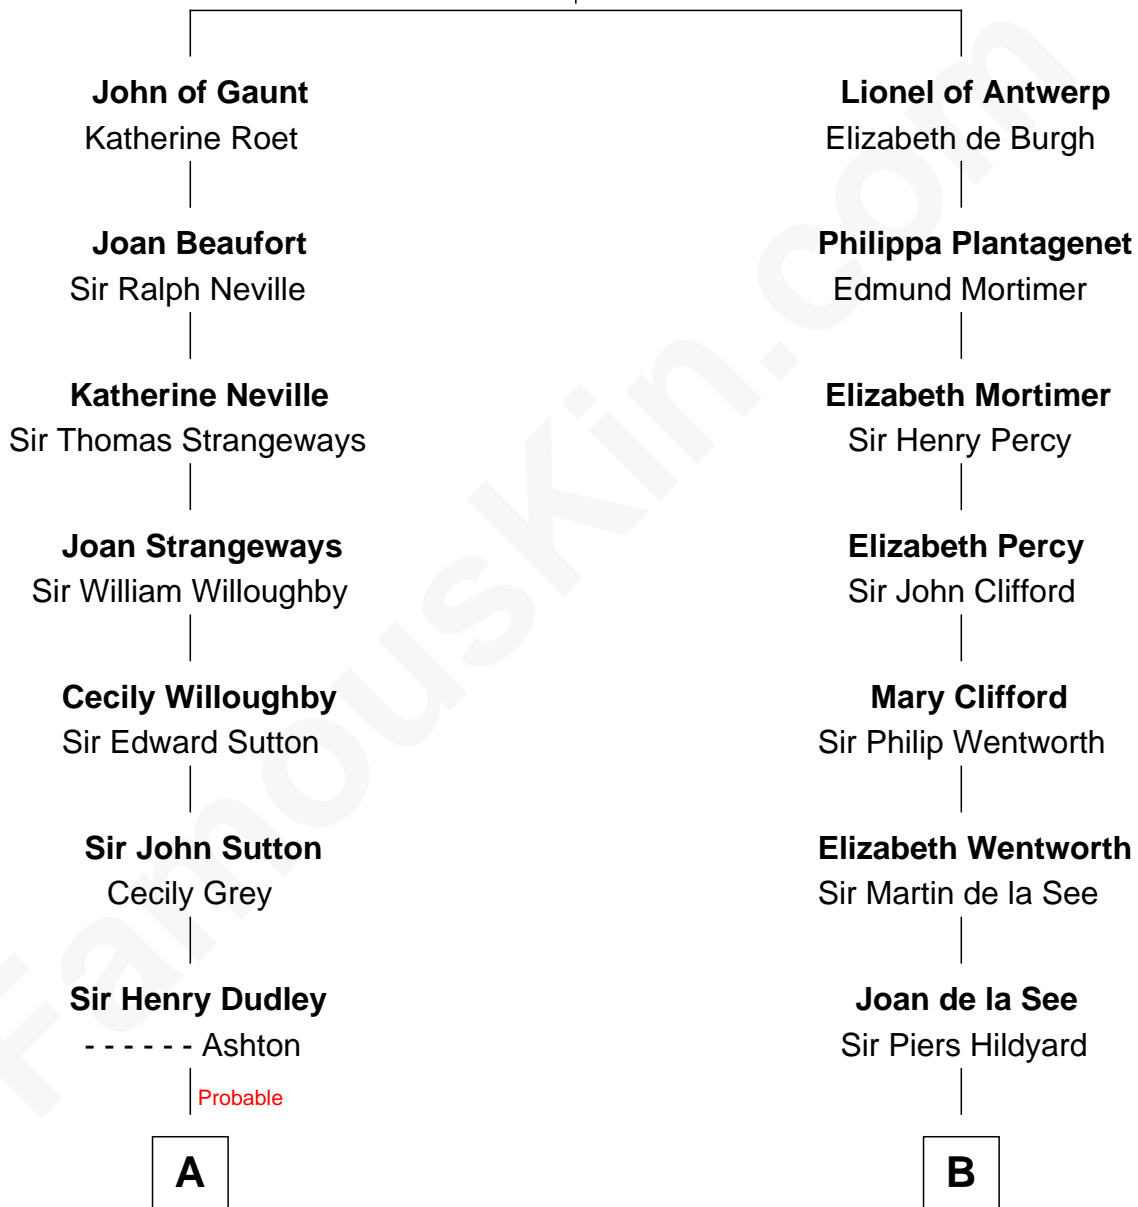 John of Gaunt
Katherine Roet
Joan Beaufort
Sir Ralph Neville
Katherine Neville
Sir Thomas Strangeways
Joan Strangeways
Sir William Willoughby
Cecily Willoughby
Sir Edward Sutton
Sir John Sutton
Cecily Grey
Sir Henry Dudley
- - - - - - Ashton
Probable
A
Lionel of Antwerp
Elizabeth de Burgh
Philippa Plantagenet
Edmund Mortimer
Elizabeth Mortimer
Sir Henry Percy
Elizabeth Percy
Sir John Clifford
Mary Clifford
Sir Philip Wentworth
Elizabeth Wentworth
Sir Martin de la See
Joan de la See
Sir Piers Hildyard
B
FamousKin.com